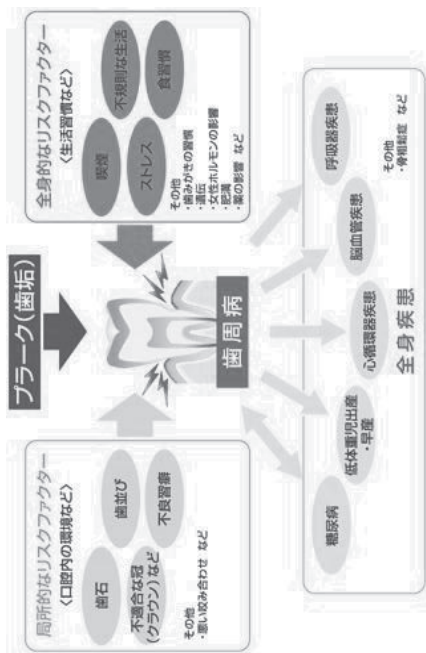 プラーク(歯垢)
局所的なリスクファクター
〈口腔内の環境など〉
歯石
歯並び
不適合な冠
(クラウン)など
不良習癖
その他
・悪い咬み合わせ など
全身的なリスクファクター
〈生活習慣など〉
喫煙
不規則な生活
ストレス
食習慣
その他
・歯みがきの習慣
・遺伝
・女性ホルモンの影響
・肥満
・薬の影響 など
歯周病
糖尿病
低体重児出産
・早産
心循環器疾患
脳血管疾患
呼吸器疾患
その他
・骨粗鬆症 など
全身疾患